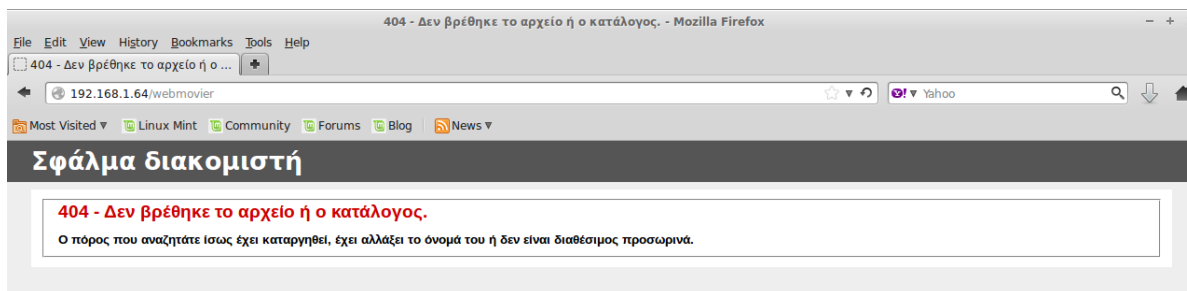 404 - Δεν βρέθηκε το αρχείο ή ο κατάλογος. - Mozilla Firefox
File Edit View History Bookmarks Tools Help
404 - Δεν βρέθηκε το αρχείο ή ο ...
192.168.1.64/webmovier
Yahoo
Most Visited Linux Mint Community Forums Blog News
Σφάλμα διακομιστή
404 - Δεν βρέθηκε το αρχείο ή ο κατάλογος.
Ο πόρος που αναζητάτε ίσως έχει καταργηθεί, έχει αλλάξει το όνομά του ή δεν είναι διαθέσιμος προσωρινά.